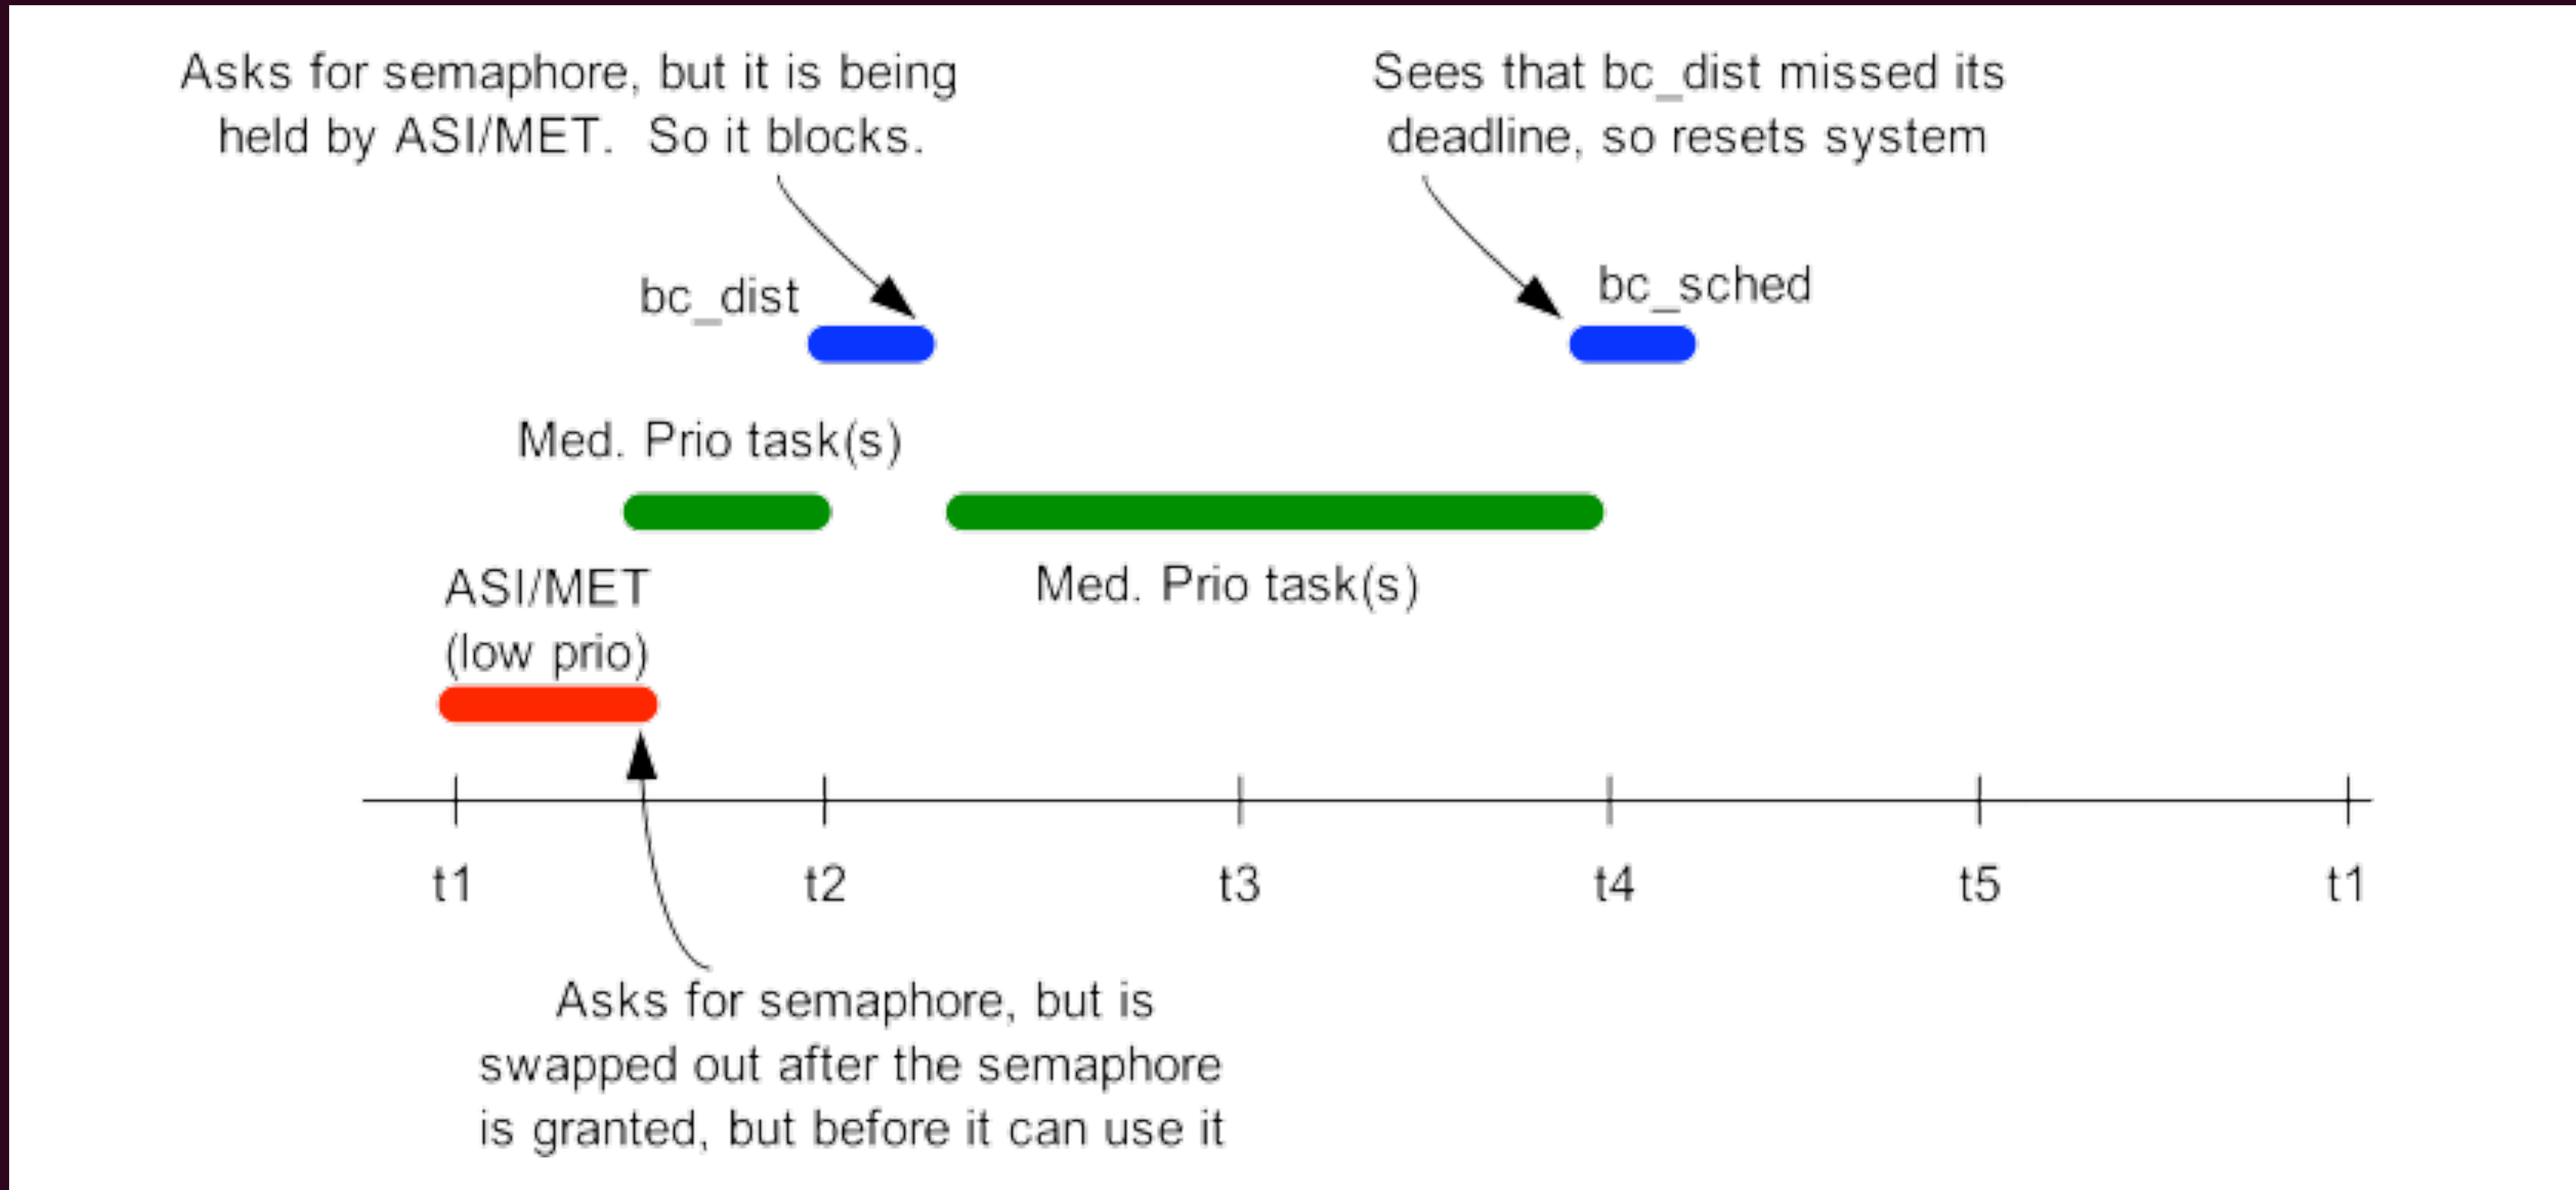 Asks for semaphore, but it is being
held by ASI/MET.  So it blocks.
Sees that bc_dist missed its
deadline, so resets system
bc_dist
bc_sched
Med. Prio task(s)
ASI/MET
(low prio)
Med. Prio task(s)
t1
t2
t3
t4
t5
t1
Asks for semaphore, but is
swapped out after the semaphore
is granted, but before it can use it